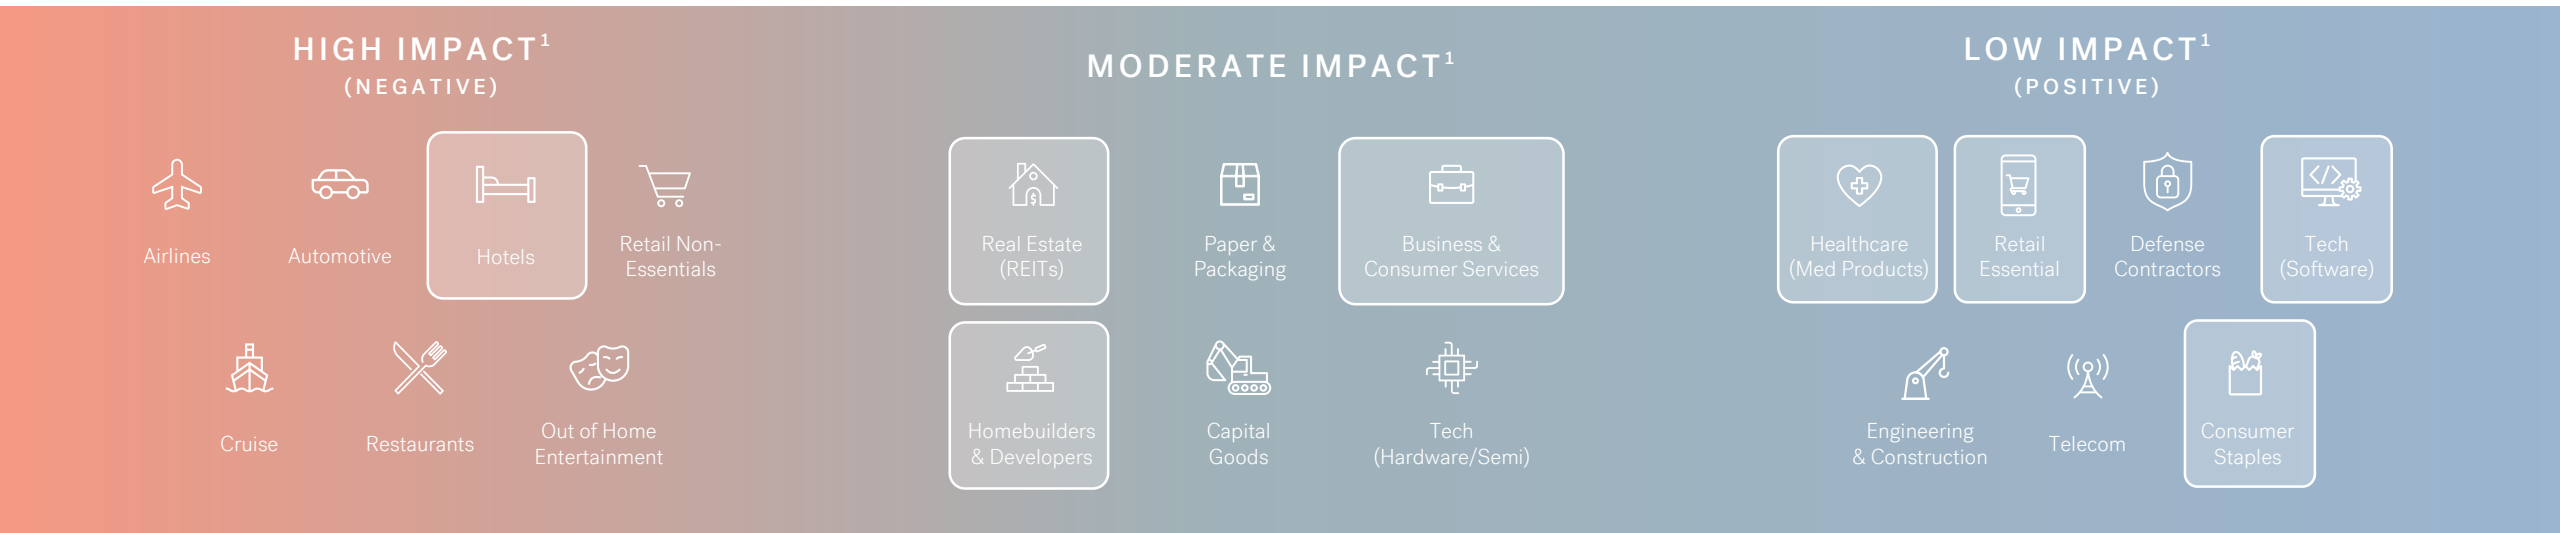 HIGH IMPACT1
(NEGATIVE)
Airlines
Automotive
Hotels
Retail Non-
Essentials
Cruise
Restaurants
Out of Home
Entertainment
MODERATE IMPACT1
Real Estate
(REITs)
Paper &
Packaging
Business &
Consumer Services
Homebuilders
& Developers
Capital
Goods
Tech
(Hardware/Semi)
LOW IMPACT1
(POSITIVE)
Healthcare
(Med Products)
Retail
Essential
Defense
Contractors
Tech
(Software)
Engineering
& Construction
Telecom
Consumer
Staples